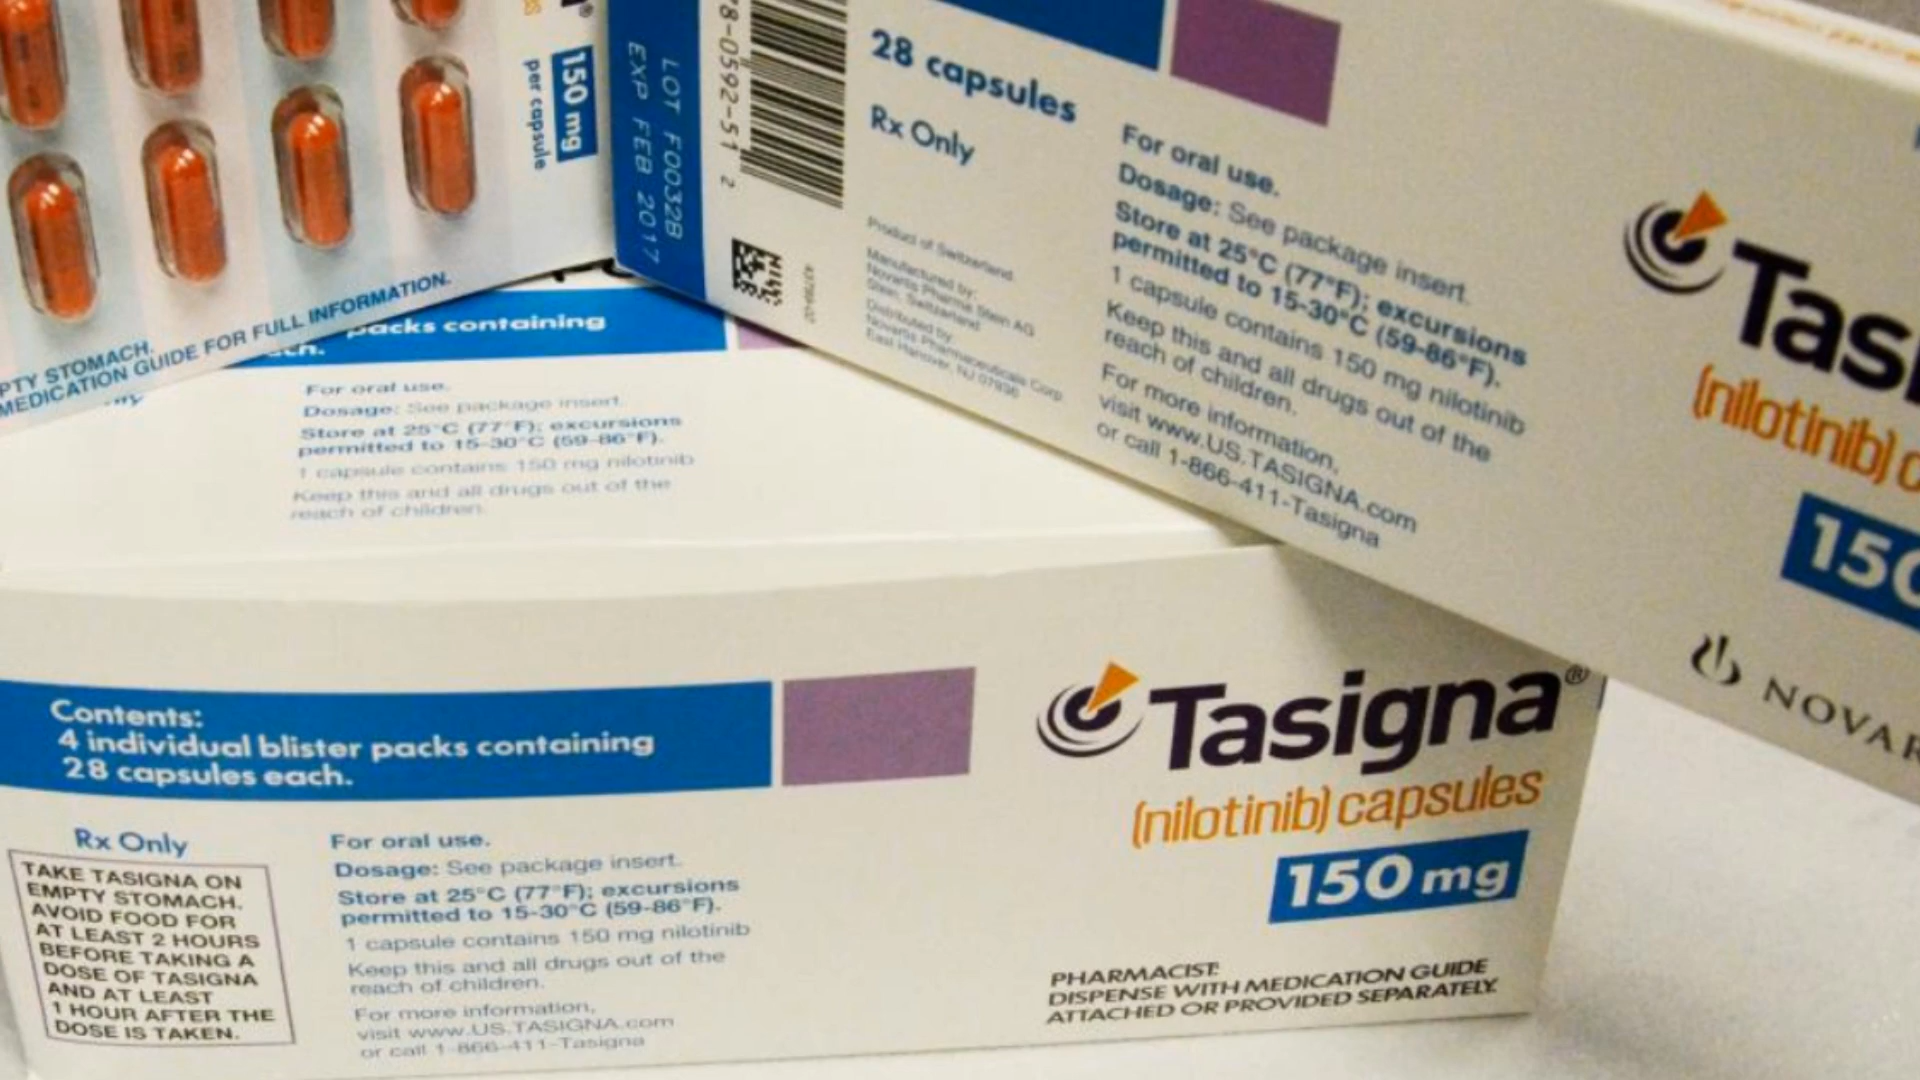 150 mg
per capsule
PTY STOMACH.
MEDICATION GUIDE FOR FULL INFORMATION.
LOT F0032B
EXP FEB 2017
8-0592-51 2
28 capsules
Rx Only
Product of Switzerland
Manufactured by:
Novartis Pharma Stein AG
Stein, Switzerland
Distributed by:
Novartis Pharmaceuticals Corp.
East Hanover, NJ 07936
For oral use.
Dosage: See package insert.
Store at 25°C (77°F); excursions
permitted to 15-30°C (59-86°F).
1 capsule contains 150 mg nilotinib
Keep this and all drugs out of the
reach of children.
For more information,
visit www.US.TASIGNA.com
or call 1-866-411-Tasigna
Tasi
(nilotinib) c
150
NOVAR
packs containing
For oral use.
Dosage: See package insert.
Store at 25°C (77°F); excursions
permitted to 15-30°C (59-86°F).
1 capsule contains 150 mg nilotinib
Keep this and all drugs out of the
reach of children.
Contents:
4 individual blister packs containing
28 capsules each.
Rx Only
TAKE TASIGNA ON
EMPTY STOMACH.
AVOID FOOD FOR
AT LEAST 2 HOURS
BEFORE TAKING A
DOSE OF TASIGNA
AND AT LEAST
1 HOUR AFTER THE
DOSE IS TAKEN.
For oral use.
Dosage: See package insert.
Store at 25°C (77°F); excursions
permitted to 15-30°C (59-86°F).
1 capsule contains 150 mg nilotinib
Keep this and all drugs out of the
reach of children.
For more information,
visit www.US.TASIGNA.com
or call 1-866-411-Tasigna
Tasigna®
(nilotinib) capsules
150 mg
PHARMACIST:
DISPENSE WITH MEDICATION GUIDE
ATTACHED OR PROVIDED SEPARATELY.